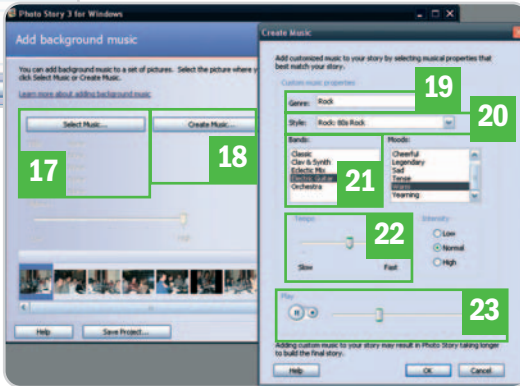 Photo Story 3 for Windows
Add background music
You can add background music to a set of pictures. Select the picture where y
click Select Music or Create Music.
Learn more about adding background music
Select Music...
Create Music...
17
18
High
Help
Save Project...
Create Music
Add customized music to your story by selecting musical properties that
best match your story.
Custom music properties
19
Genre: Rock
20
Style: Rock: 80s Rock
Bands:
Classic
Clav & Synth
Eclectic Mix
Electric Guitar
Orchestra
21
Moods:
Cheerful
Legendary
Sad
Tense
Warm
Yearning
Tempo
22
Slow
Fast
Intensity
Low
Normal
High
Play
23
Adding custom music to your story may result in Photo Story taking longer
to build the final story.
Help
OK
Cancel